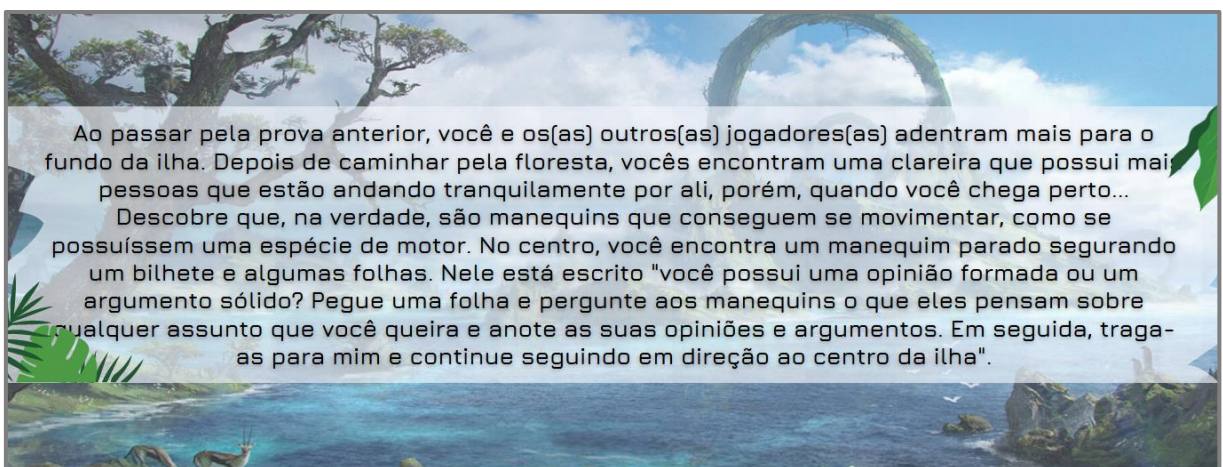 Ao passar pela prova anterior, você e os(as) outros(as) jogadores(as) adentram mais para o
fundo da ilha. Depois de caminhar pela floresta, vocês encontram uma clareira que possui mais
pessoas que estão andando tranquilamente por ali, porém, quando você chega perto...
Descobre que, na verdade, são manequins que conseguem se movimentar, como se
possuíssem uma espécie de motor. No centro, você encontra um manequim parado segurando
um bilhete e algumas folhas. Nele está escrito "você possui uma opinião formada ou um
argumento sólido? Pegue uma folha e pergunte aos manequins o que eles pensam sobre
qualquer assunto que você queira e anote as suas opiniões e argumentos. Em seguida, traga-
as para mim e continue seguindo em direção ao centro da ilha".